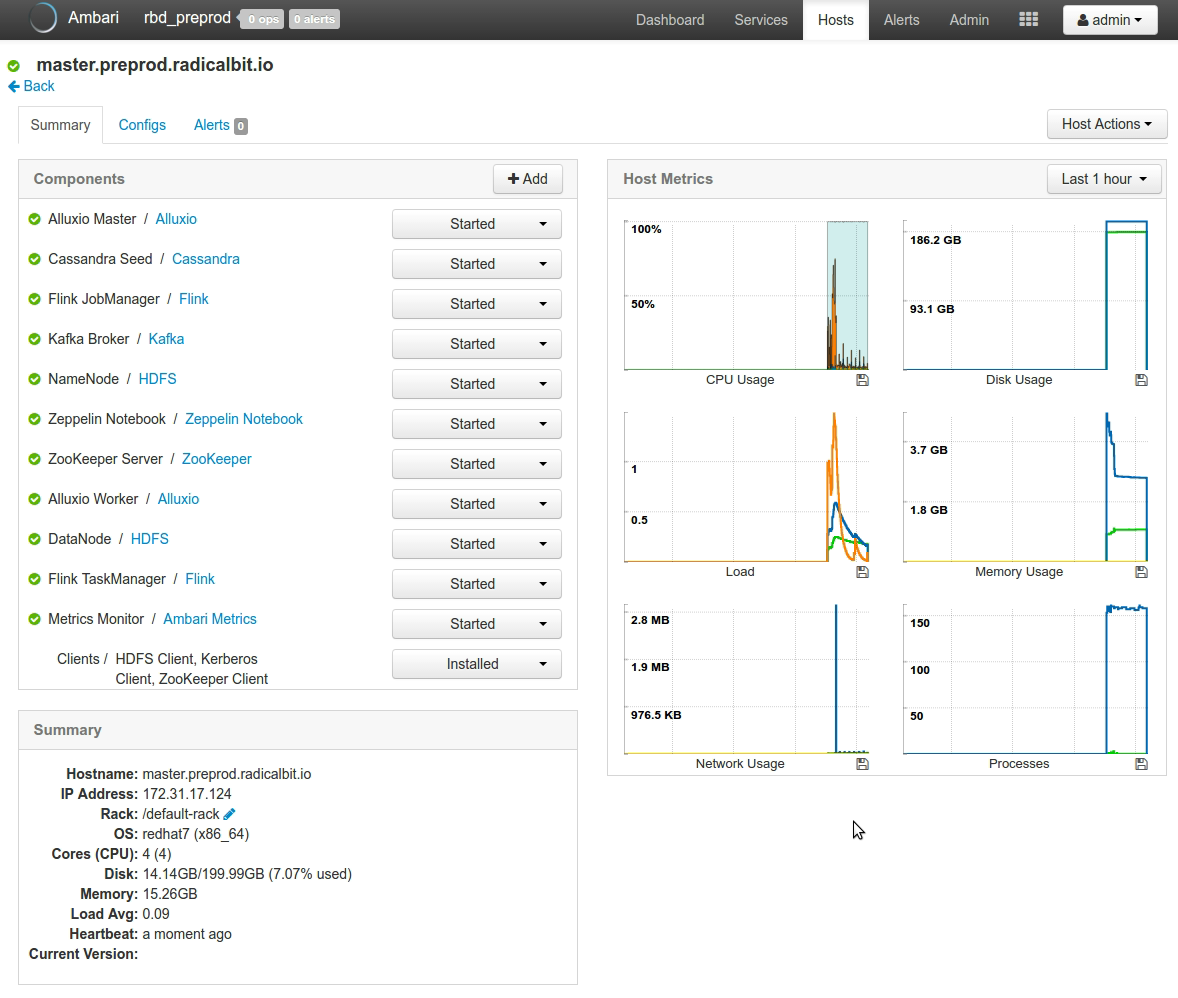 Ambari rbd_preprod 0 ops 0 alerts Dashboard Services Hosts Alerts Admin admin
master.preprod.radicalbit.io
Back
Summary Configs Alerts 0 Host Actions
Components Add
Alluxio Master / Alluxio Started
Cassandra Seed / Cassandra Started
Flink JobManager / Flink Started
Kafka Broker / Kafka Started
NameNode / HDFS Started
Zeppelin Notebook / Zeppelin Notebook Started
ZooKeeper Server / ZooKeeper Started
Alluxio Worker / Alluxio Started
DataNode / HDFS Started
Flink TaskManager / Flink Started
Metrics Monitor / Ambari Metrics Started
Clients / HDFS Client, Kerberos Installed
Client, ZooKeeper Client
Summary
Hostname: master.preprod.radicalbit.io
IP Address: 172.31.17.124
Rack: /default-rack
OS: redhat7 (x86_64)
Cores (CPU): 4 (4)
Disk: 14.14GB/199.99GB (7.07% used)
Memory: 15.26GB
Load Avg: 0.09
Heartbeat: a moment ago
Current Version:
Host Metrics Last 1 hour
100%
50%
CPU Usage
186.2 GB
93.1 GB
Disk Usage
1
0.5
Load
3.7 GB
1.8 GB
Memory Usage
2.8 MB
1.9 MB
976.5 KB
Network Usage
150
100
50
Processes